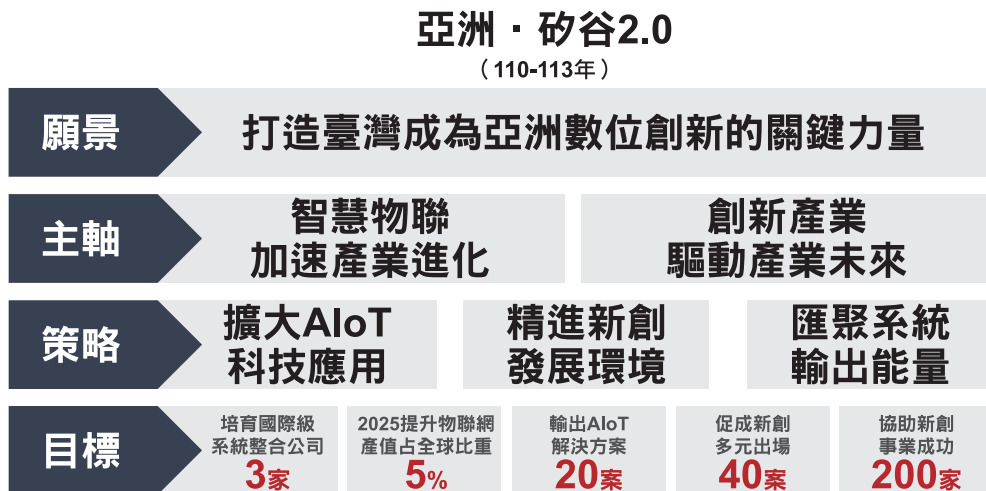 亞洲‧矽谷2.0
（110-113年）
願景
打造臺灣成為亞洲數位創新的關鍵力量
主軸
智慧物聯
加速產業進化
創新產業
驅動產業未來
策略
擴大AIoT
科技應用
精進新創
發展環境
匯聚系統
輸出能量
目標
培育國際級
系統整合公司
3家
2025提升物聯網
產值占全球比重
5%
輸出AIoT
解決方案
20案
促成新創
多元出場
40案
協助新創
事業成功
200家